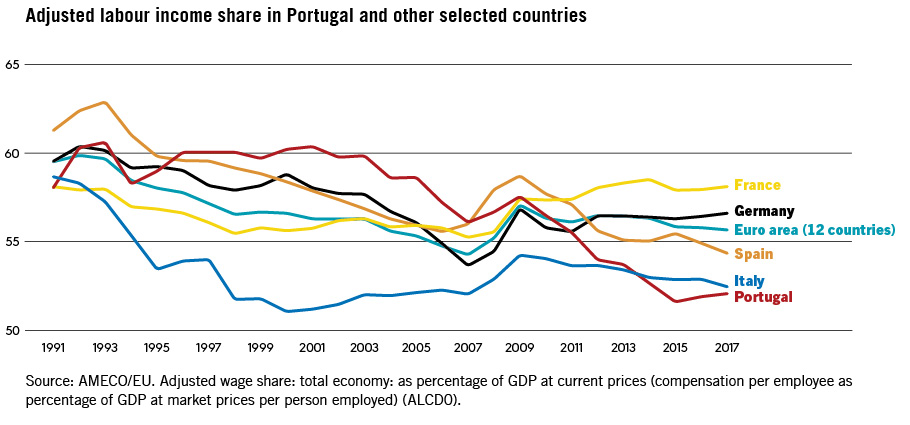 Adjusted labour income share in Portugal and other selected countries
65
60
55
50
France
Germany
Euro area (12 countries)
Spain
Italy
Portugal
1991 1993 1995 1997 1999 2001 2003 2005 2007 2009 2011 2013 2015 2017
Source: AMECO/EU. Adjusted wage share: total economy: as percentage of GDP at current prices (compensation per employee as
percentage of GDP at market prices per person employed) (ALCDO).